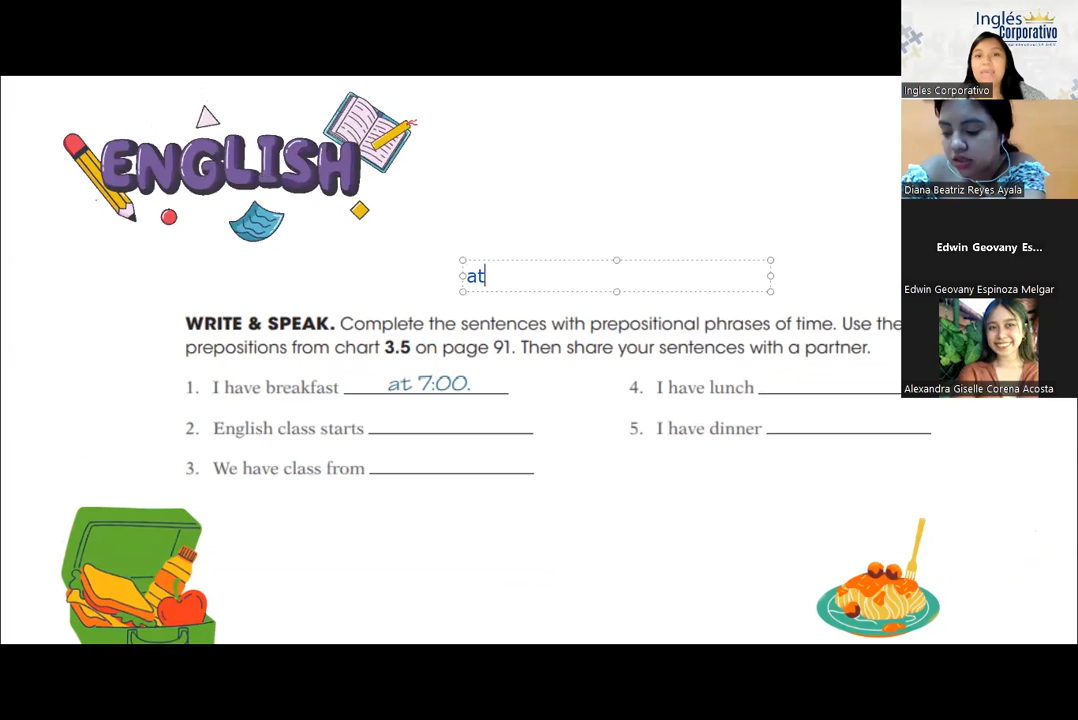 Inglés
Corporativo
Ingles Corporativo
ENGLISH
Diana Beatriz Reyes Ayala
Edwin Geovany Es...
Edwin Geovany Espinoza Melgar
at
WRITE & SPEAK. Complete the sentences with prepositional phrases of time. Use the
prepositions from chart 3.5 on page 91. Then share your sentences with a partner.
1. I have breakfast at 7:00.
2. English class starts
3. We have class from
4. I have lunch
5. I have dinner
Alexandra Giselle Corena Acosta